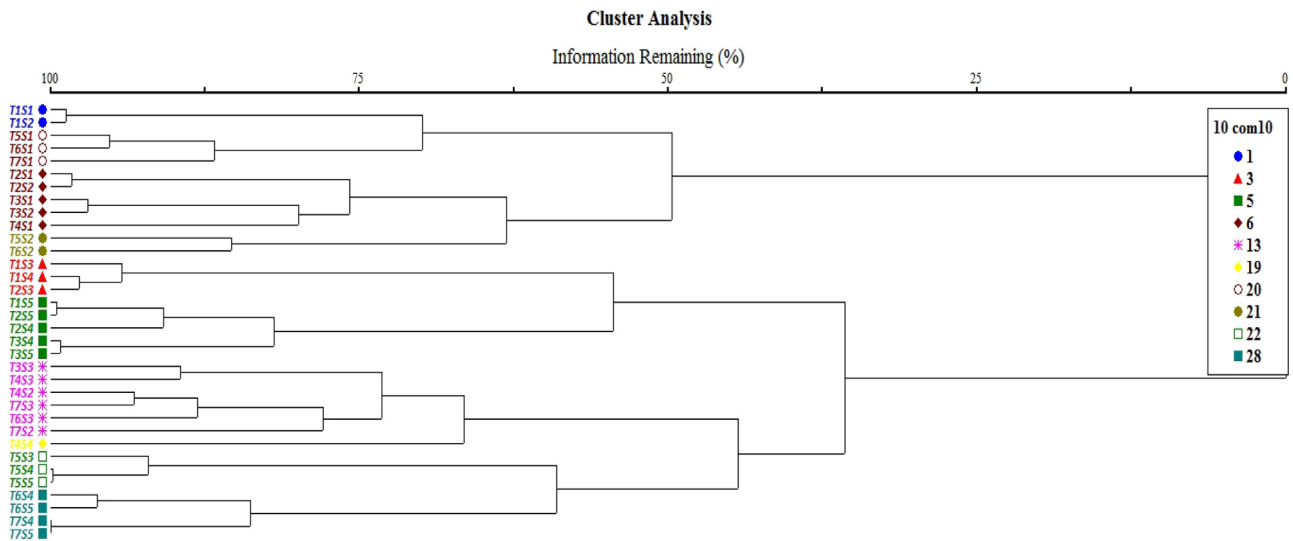 Cluster Analysis
Information Remaining (%)
100 75 50 25 0
T1S1
T1S2
T5S1
T6S1
T7S1
T2S1
T2S2
T3S1
T3S2
T4S1
T5S2
T6S2
T1S3
T1S4
T2S3
T1S5
T2S5
T2S4
T3S4
T3S5
T3S3
T4S3
T4S2
T7S3
T6S3
T7S2
T4S4
T5S3
T5S4
T5S5
T6S4
T6S5
T7S4
T7S5
10 com10
1
3
5
6
13
19
20
21
22
28